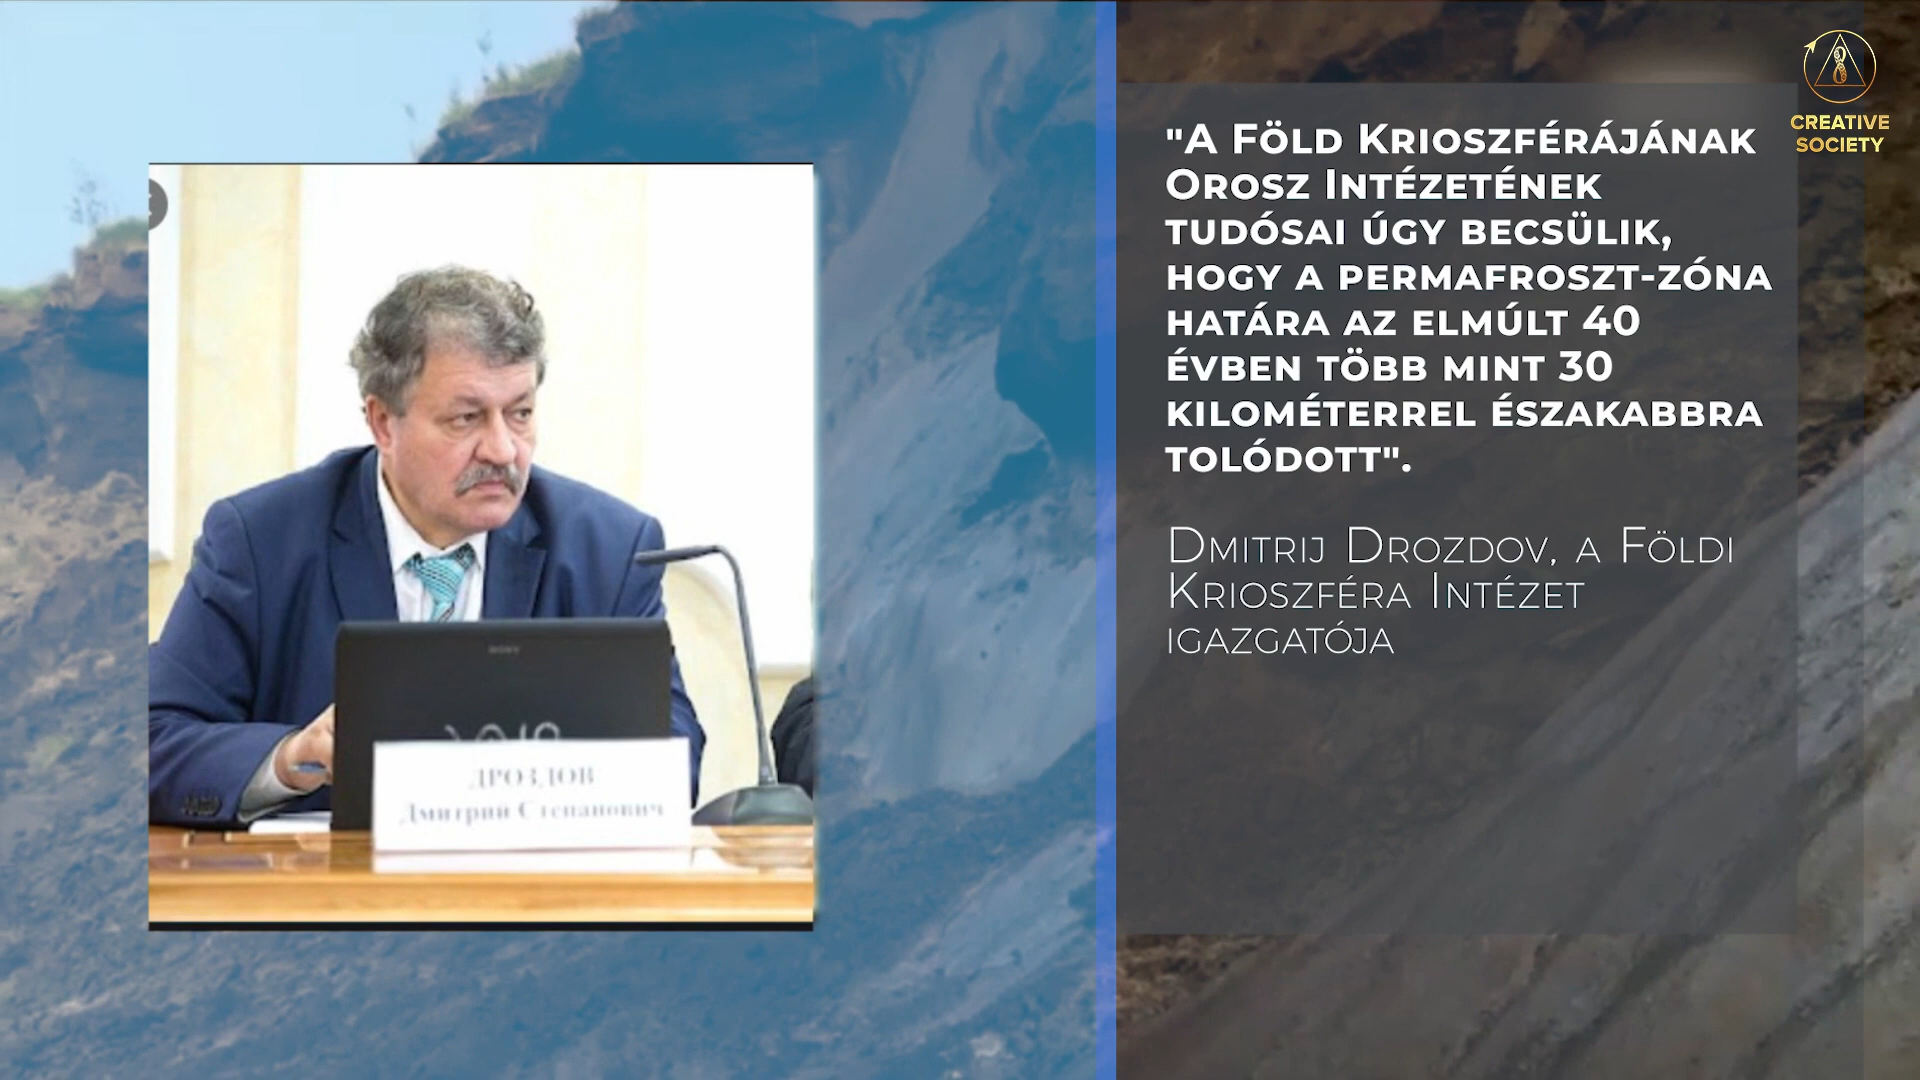 CREATIVE
SOCIETY
"A Föld Krioszférájának
Orosz Intézetének
tudósai úgy becsülik,
hogy a permafroszt-zóna
határa az elmúlt 40
évben több mint 30
kilométerrel északabbra
tolódott".
Dmitrij Drozdov, a Földi
Krioszféra Intézet
igazgatója
SONY
ДРОЗДОВ
Дмитрий Степанович